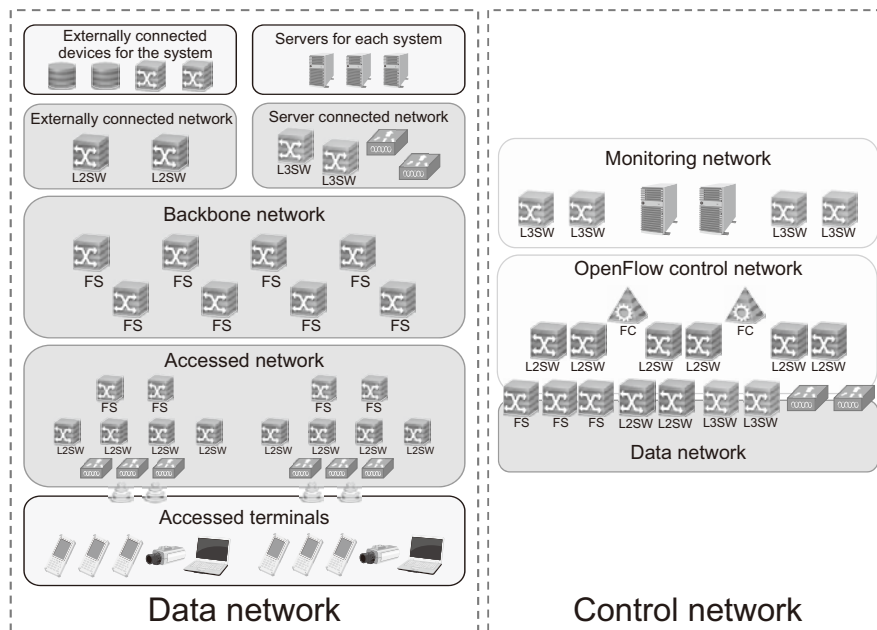 Externally connected
devices for the system
Servers for each system
Externally connected network
L2SW L2SW
Server connected network
L3SW L3SW
Backbone network
FS FS FS FS
FS FS FS FS
Accessed network
FS FS FS FS
L2SW L2SW L2SW L2SW L2SW L2SW L2SW L2SW
Accessed terminals
Data network
Monitoring network
L3SW L3SW L3SW L3SW
OpenFlow control network
FC FC
L2SW L2SW L2SW L2SW L2SW L2SW
FS FS FS L2SW L2SW L3SW L3SW
Data network
Control network